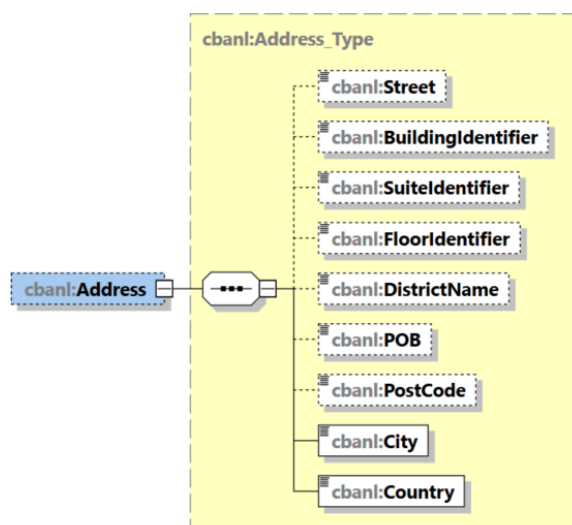 cbanl:Address_Type
cbanl:Street
cbanl:BuildingIdentifier
cbanl:SuiteIdentifier
cbanl:FloorIdentifier
cbanl:Address
cbanl:DistrictName
cbanl:POB
cbanl:PostCode
cbanl:City
cbanl:Country